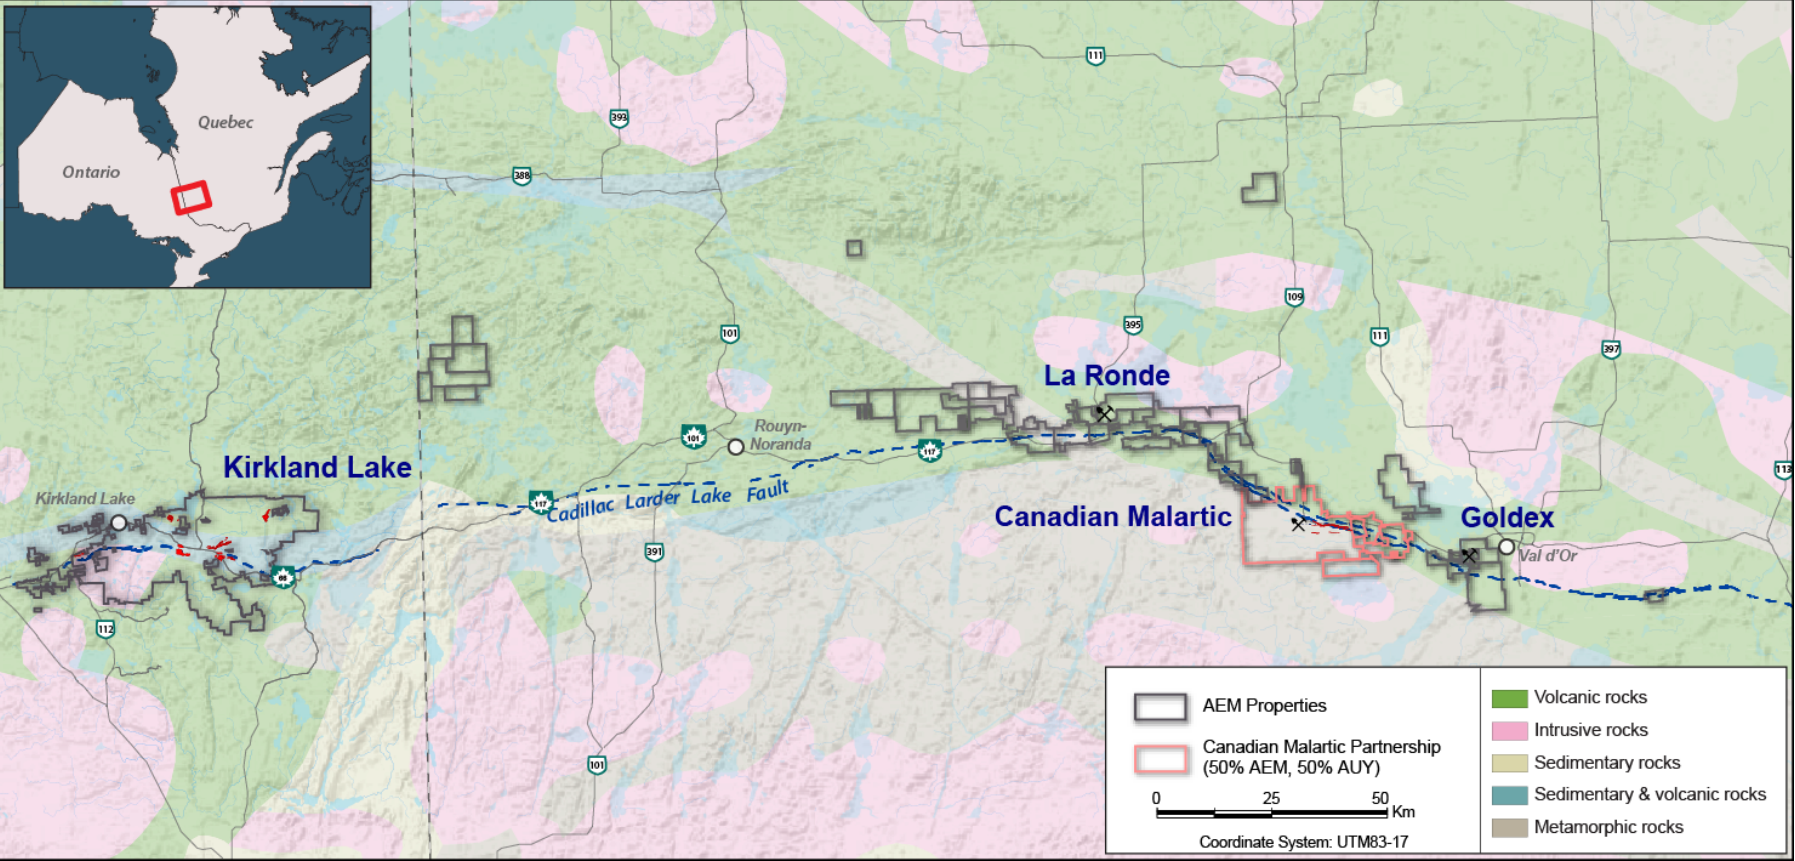 Quebec
Ontario
111
393
388
109
101
395
111
397
La Ronde
Rouyn-
Noranda
101
117
Kirkland Lake
113
Kirkland Lake
117
Cadillac Larder Lake Fault
Canadian Malartic
Goldex
391
Val d'Or
66
112
101
AEM Properties
Canadian Malartic Partnership
(50% AEM, 50% AUY)
0 25 50
Km
Coordinate System: UTM83-17
Volcanic rocks
Intrusive rocks
Sedimentary rocks
Sedimentary & volcanic rocks
Metamorphic rocks